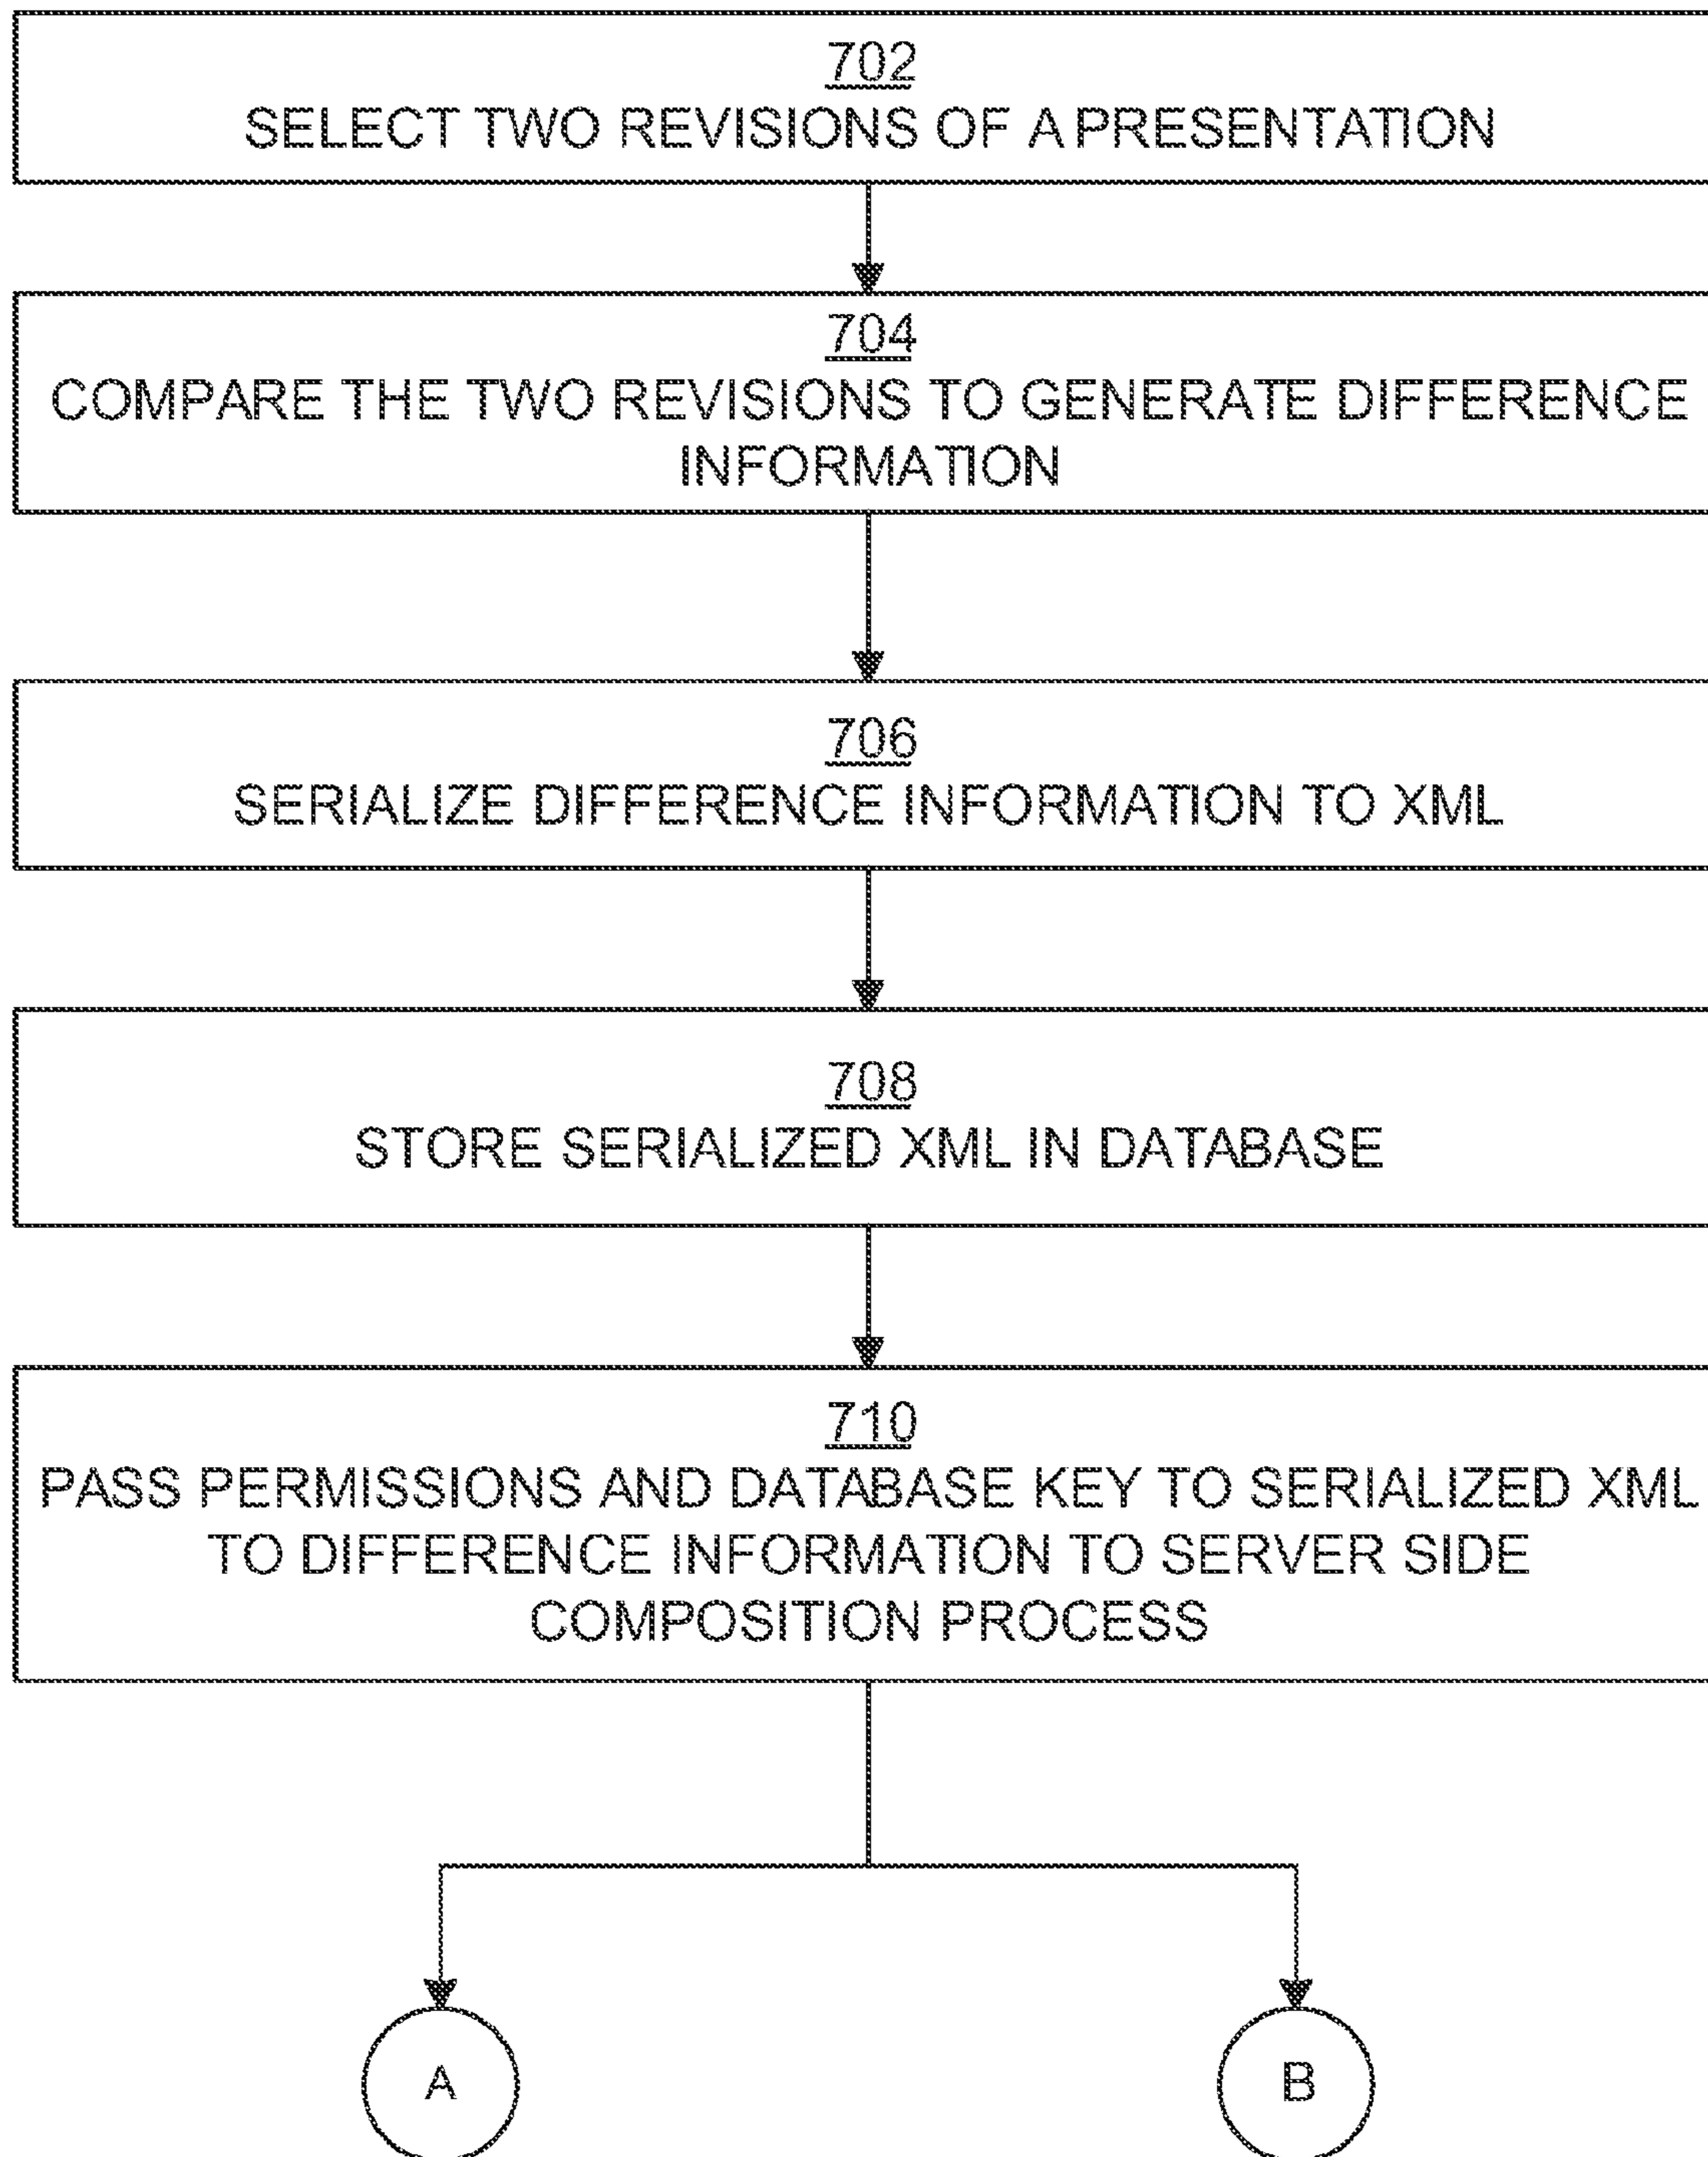 702
SELECT TWO REVISIONS OF A PRESENTATION
704
COMPARE THE TWO REVISIONS TO GENERATE DIFFERENCE
INFORMATION
706
SERIALIZE DIFFERENCE INFORMATION TO XML
708
STORE SERIALIZED XML IN DATABASE
710
PASS PERMISSIONS AND DATABASE KEY TO SERIALIZED XML
TO DIFFERENCE INFORMATION TO SERVER SIDE
COMPOSITION PROCESS
A
B